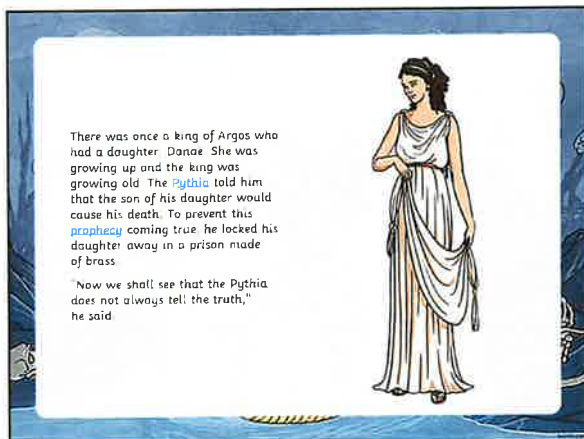 There was once a king of Argos who
had a daughter, Danae. She was
growing up and the king was
growing old. The Pythia told him
that the son of his daughter would
cause his death. To prevent this
prophecy coming true, he locked his
daughter away in a prison made
of brass.
"Now we shall see that the Pythia
does not always tell the truth,"
he said.